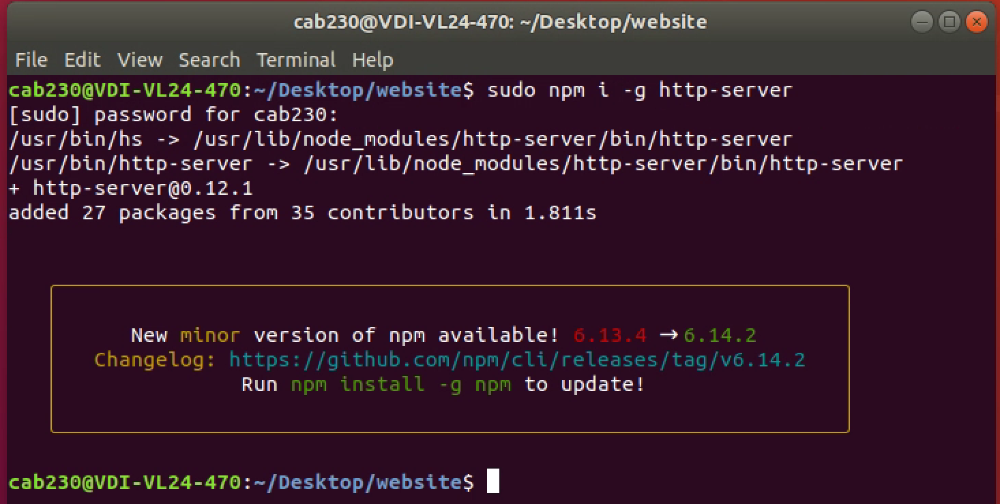 cab230@VDI-VL24-470: ~/Desktop/website
File Edit View Search Terminal Help
cab230@VDI-VL24-470:~/Desktop/website$ sudo npm i -g http-server
[sudo] password for cab230:
/usr/bin/hs -> /usr/lib/node_modules/http-server/bin/http-server
/usr/bin/http-server -> /usr/lib/node_modules/http-server/bin/http-server
+ http-server@0.12.1
added 27 packages from 35 contributors in 1.811s
New minor version of npm available! 6.13.4 → 6.14.2
Changelog: https://github.com/npm/cli/releases/tag/v6.14.2
Run npm install -g npm to update!
cab230@VDI-VL24-470:~/Desktop/website$